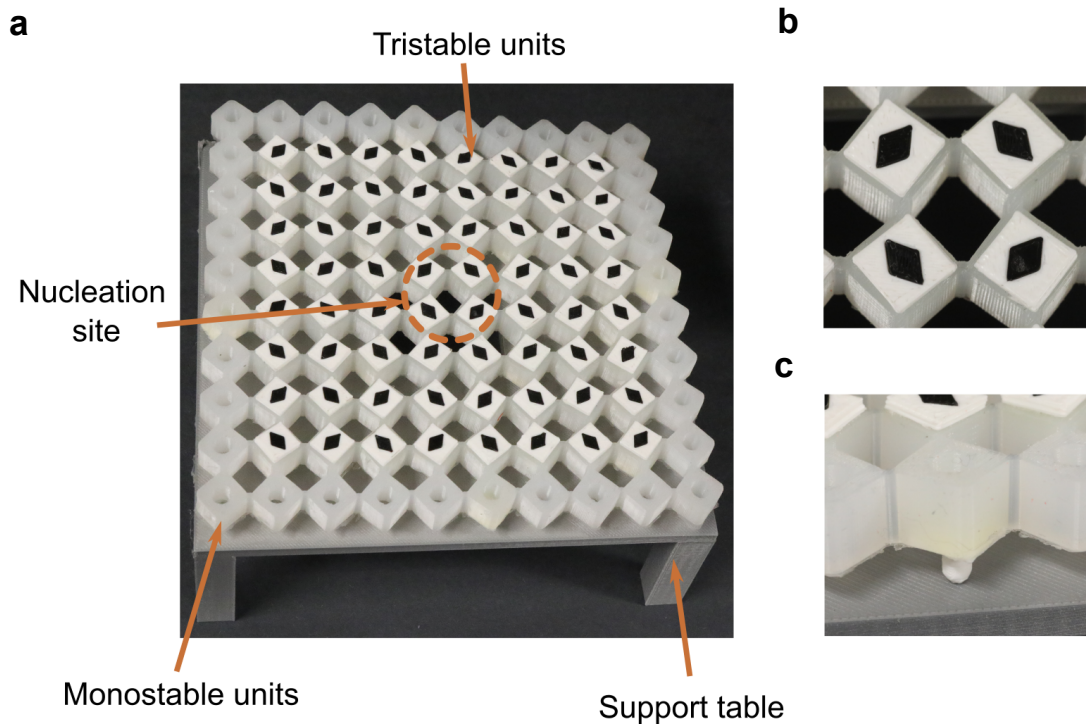 a
Tristable units
b
Nucleation
site
c
Monostable units
Support table